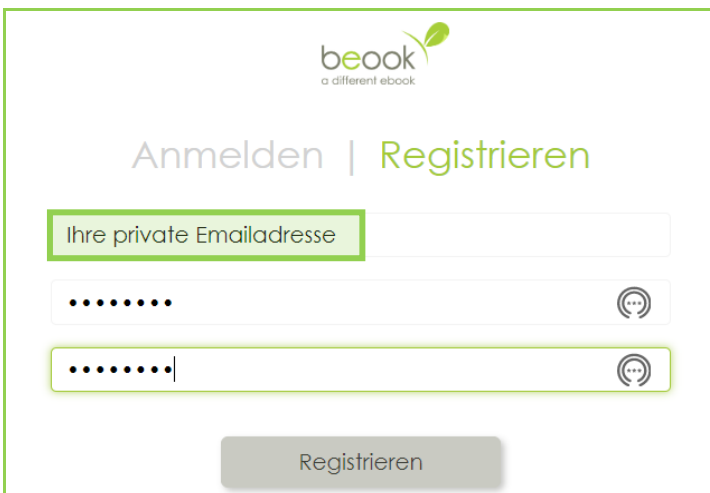 beook
a different ebook
Anmelden | Registrieren
Ihre private Emailadresse
••••••••
••••••••
Registrieren